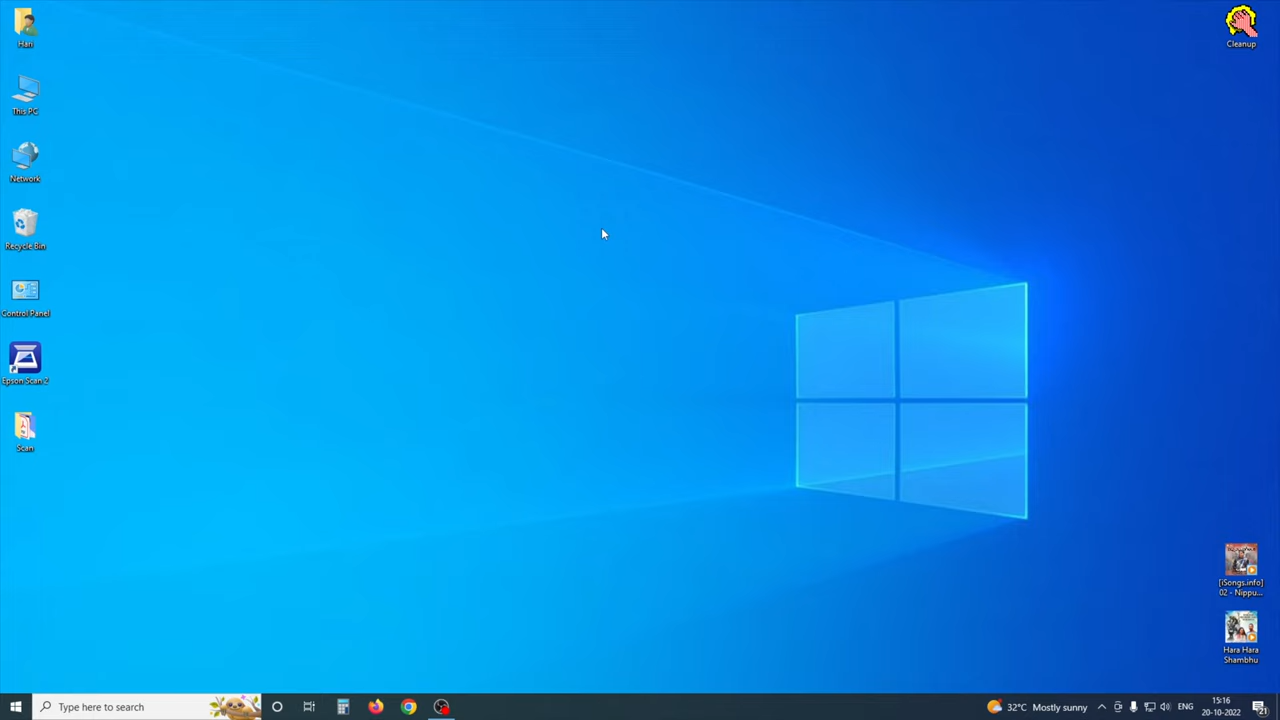 Hari
Cleanup
This PC
Network
Recycle Bin
Control Panel
Epson Scan 2
Scan
[iSongs.info]
02 - Nippu...
Hara Hara
Shambhu
Type here to search
32°C Mostly sunny
ENG
15:16
20-10-2022
21